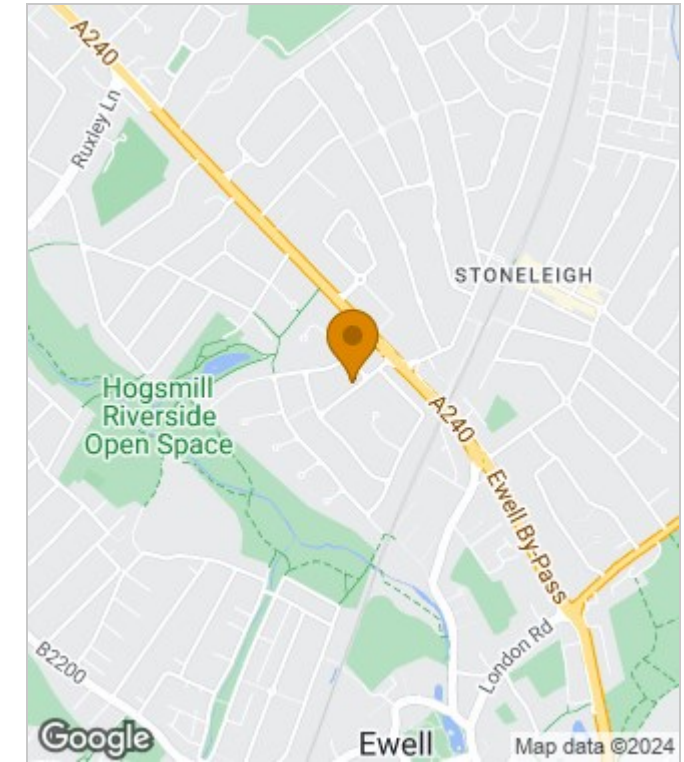 A240
Ruxley Ln
STONELEIGH
Hogsmill
Riverside
Open Space
A240
Ewell By-Pass
London Rd
B2200
Ewell
Google
Map data ©2024